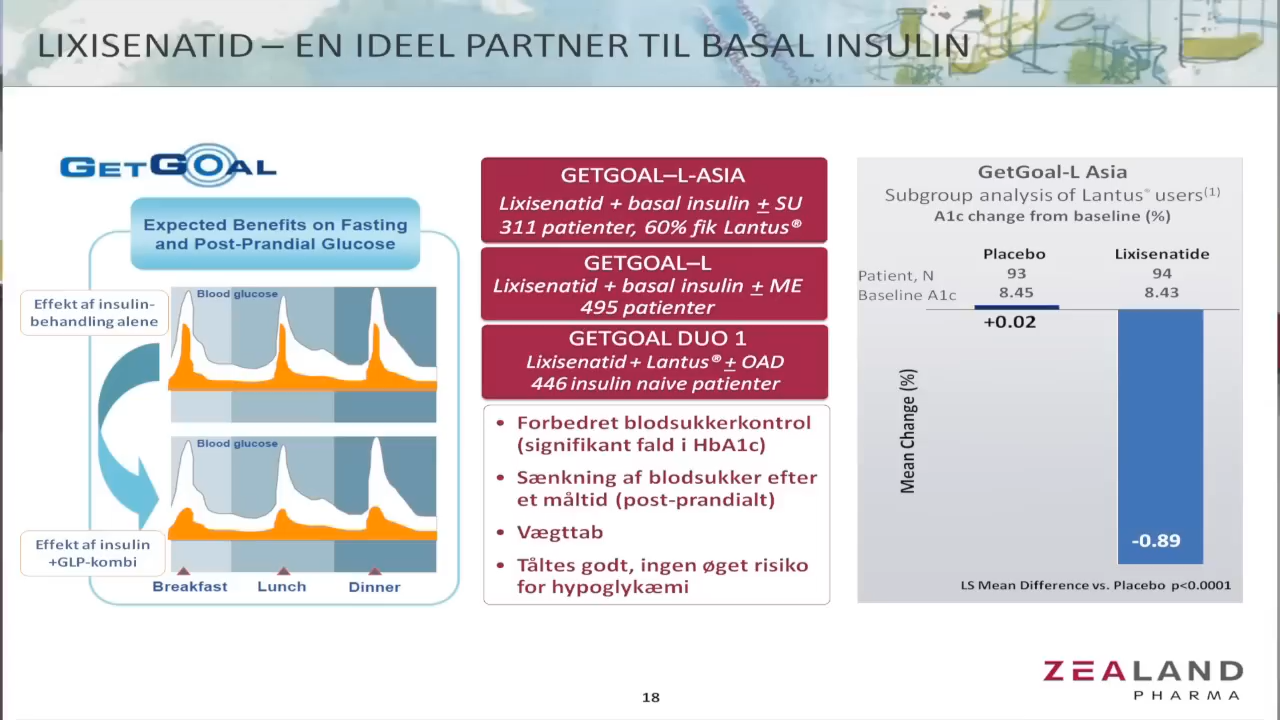 LIXISENATID – EN IDEEL PARTNER TIL BASAL INSULIN
GETGOAL
Expected Benefits on Fasting
and Post-Prandial Glucose
Effekt af insulin-
behandling alene
Blood glucose
Blood glucose
Effekt af insulin
+GLP-kombi
Breakfast Lunch Dinner
GETGOAL–L-ASIA
Lixisenatid + basal insulin ± SU
311 patienter, 60% fik Lantus®
GETGOAL–L
Lixisenatid + basal insulin ± ME
495 patienter
GETGOAL DUO 1
Lixisenatid + Lantus® ± OAD
446 insulin naive patienter
• Forbedret blodsukkerkontrol
(signifikant fald i HbA1c)
• Sænkning af blodsukker efter
et måltid (post-prandialt)
• Vægttab
• Tåltes godt, ingen øget risiko
for hypoglykæmi
GetGoal-L Asia
Subgroup analysis of Lantus® users(1)
A1c change from baseline (%)
Placebo Lixisenatide
Patient, N 93 94
Baseline A1c 8.45 8.43
+0.02
Mean Change (%)
-0.89
LS Mean Difference vs. Placebo p<0.0001
ZEALAND
PHARMA
18